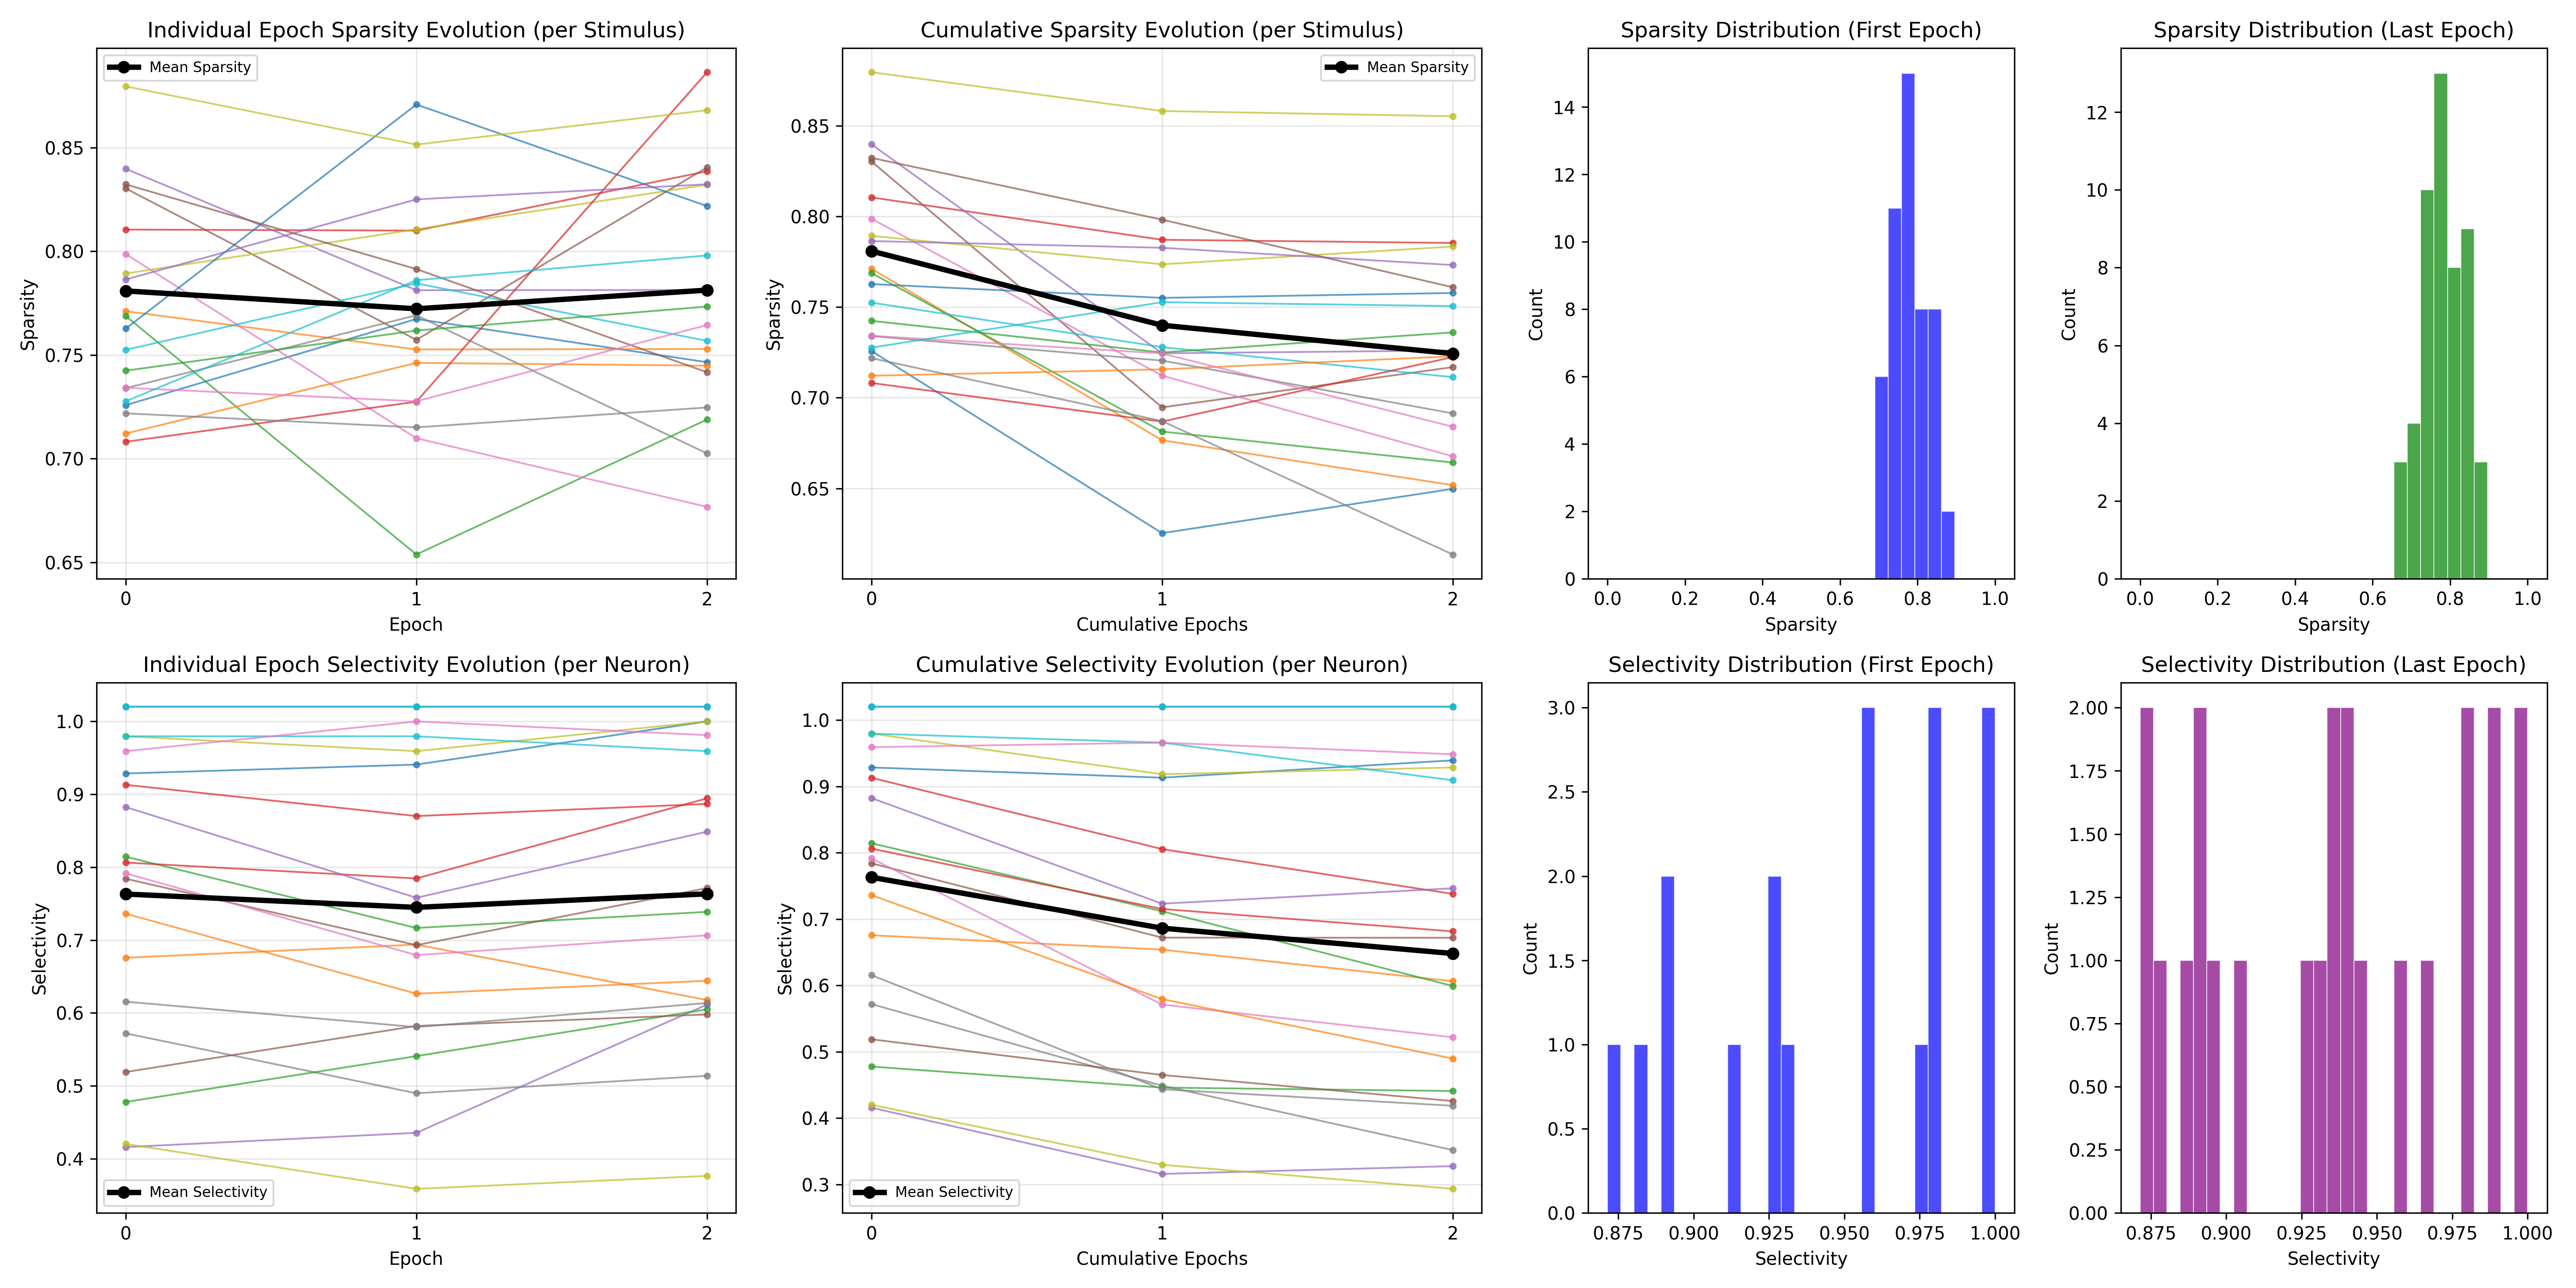 Individual Epoch Sparsity Evolution (per Stimulus)
Mean Sparsity
0.85
0.80
0.75
0.70
0.65
Sparsity
0 1 2
Epoch
Cumulative Sparsity Evolution (per Stimulus)
Mean Sparsity
0.85
0.80
0.75
0.70
0.65
Sparsity
0 1 2
Cumulative Epochs
Sparsity Distribution (First Epoch)
14
12
10
8
6
4
2
0
Count
0.0 0.2 0.4 0.6 0.8 1.0
Sparsity
Sparsity Distribution (Last Epoch)
12
10
8
6
4
2
0
Count
0.0 0.2 0.4 0.6 0.8 1.0
Sparsity
Individual Epoch Selectivity Evolution (per Neuron)
1.0
0.9
0.8
0.7
0.6
0.5
0.4
Selectivity
Mean Selectivity
0 1 2
Epoch
Cumulative Selectivity Evolution (per Neuron)
1.0
0.9
0.8
0.7
0.6
0.5
0.4
0.3
Selectivity
Mean Selectivity
0 1 2
Cumulative Epochs
Selectivity Distribution (First Epoch)
3.0
2.5
2.0
1.5
1.0
0.5
0.0
Count
0.875 0.900 0.925 0.950 0.975 1.000
Selectivity
Selectivity Distribution (Last Epoch)
2.00
1.75
1.50
1.25
1.00
0.75
0.50
0.25
0.00
Count
0.875 0.900 0.925 0.950 0.975 1.000
Selectivity